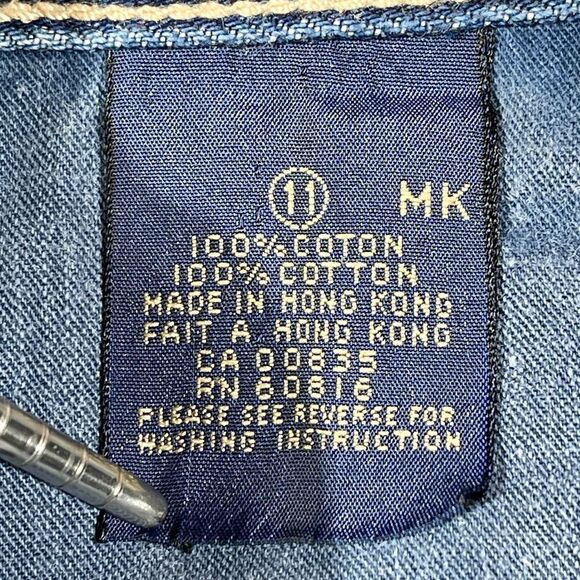 11 MK
100% COTON
100% COTTON
MADE IN HONG KONG
FAIT A HONG KONG
CA 00835
RN 60816
PLEASE SEE REVERSE FOR
WASHING INSTRUCTION